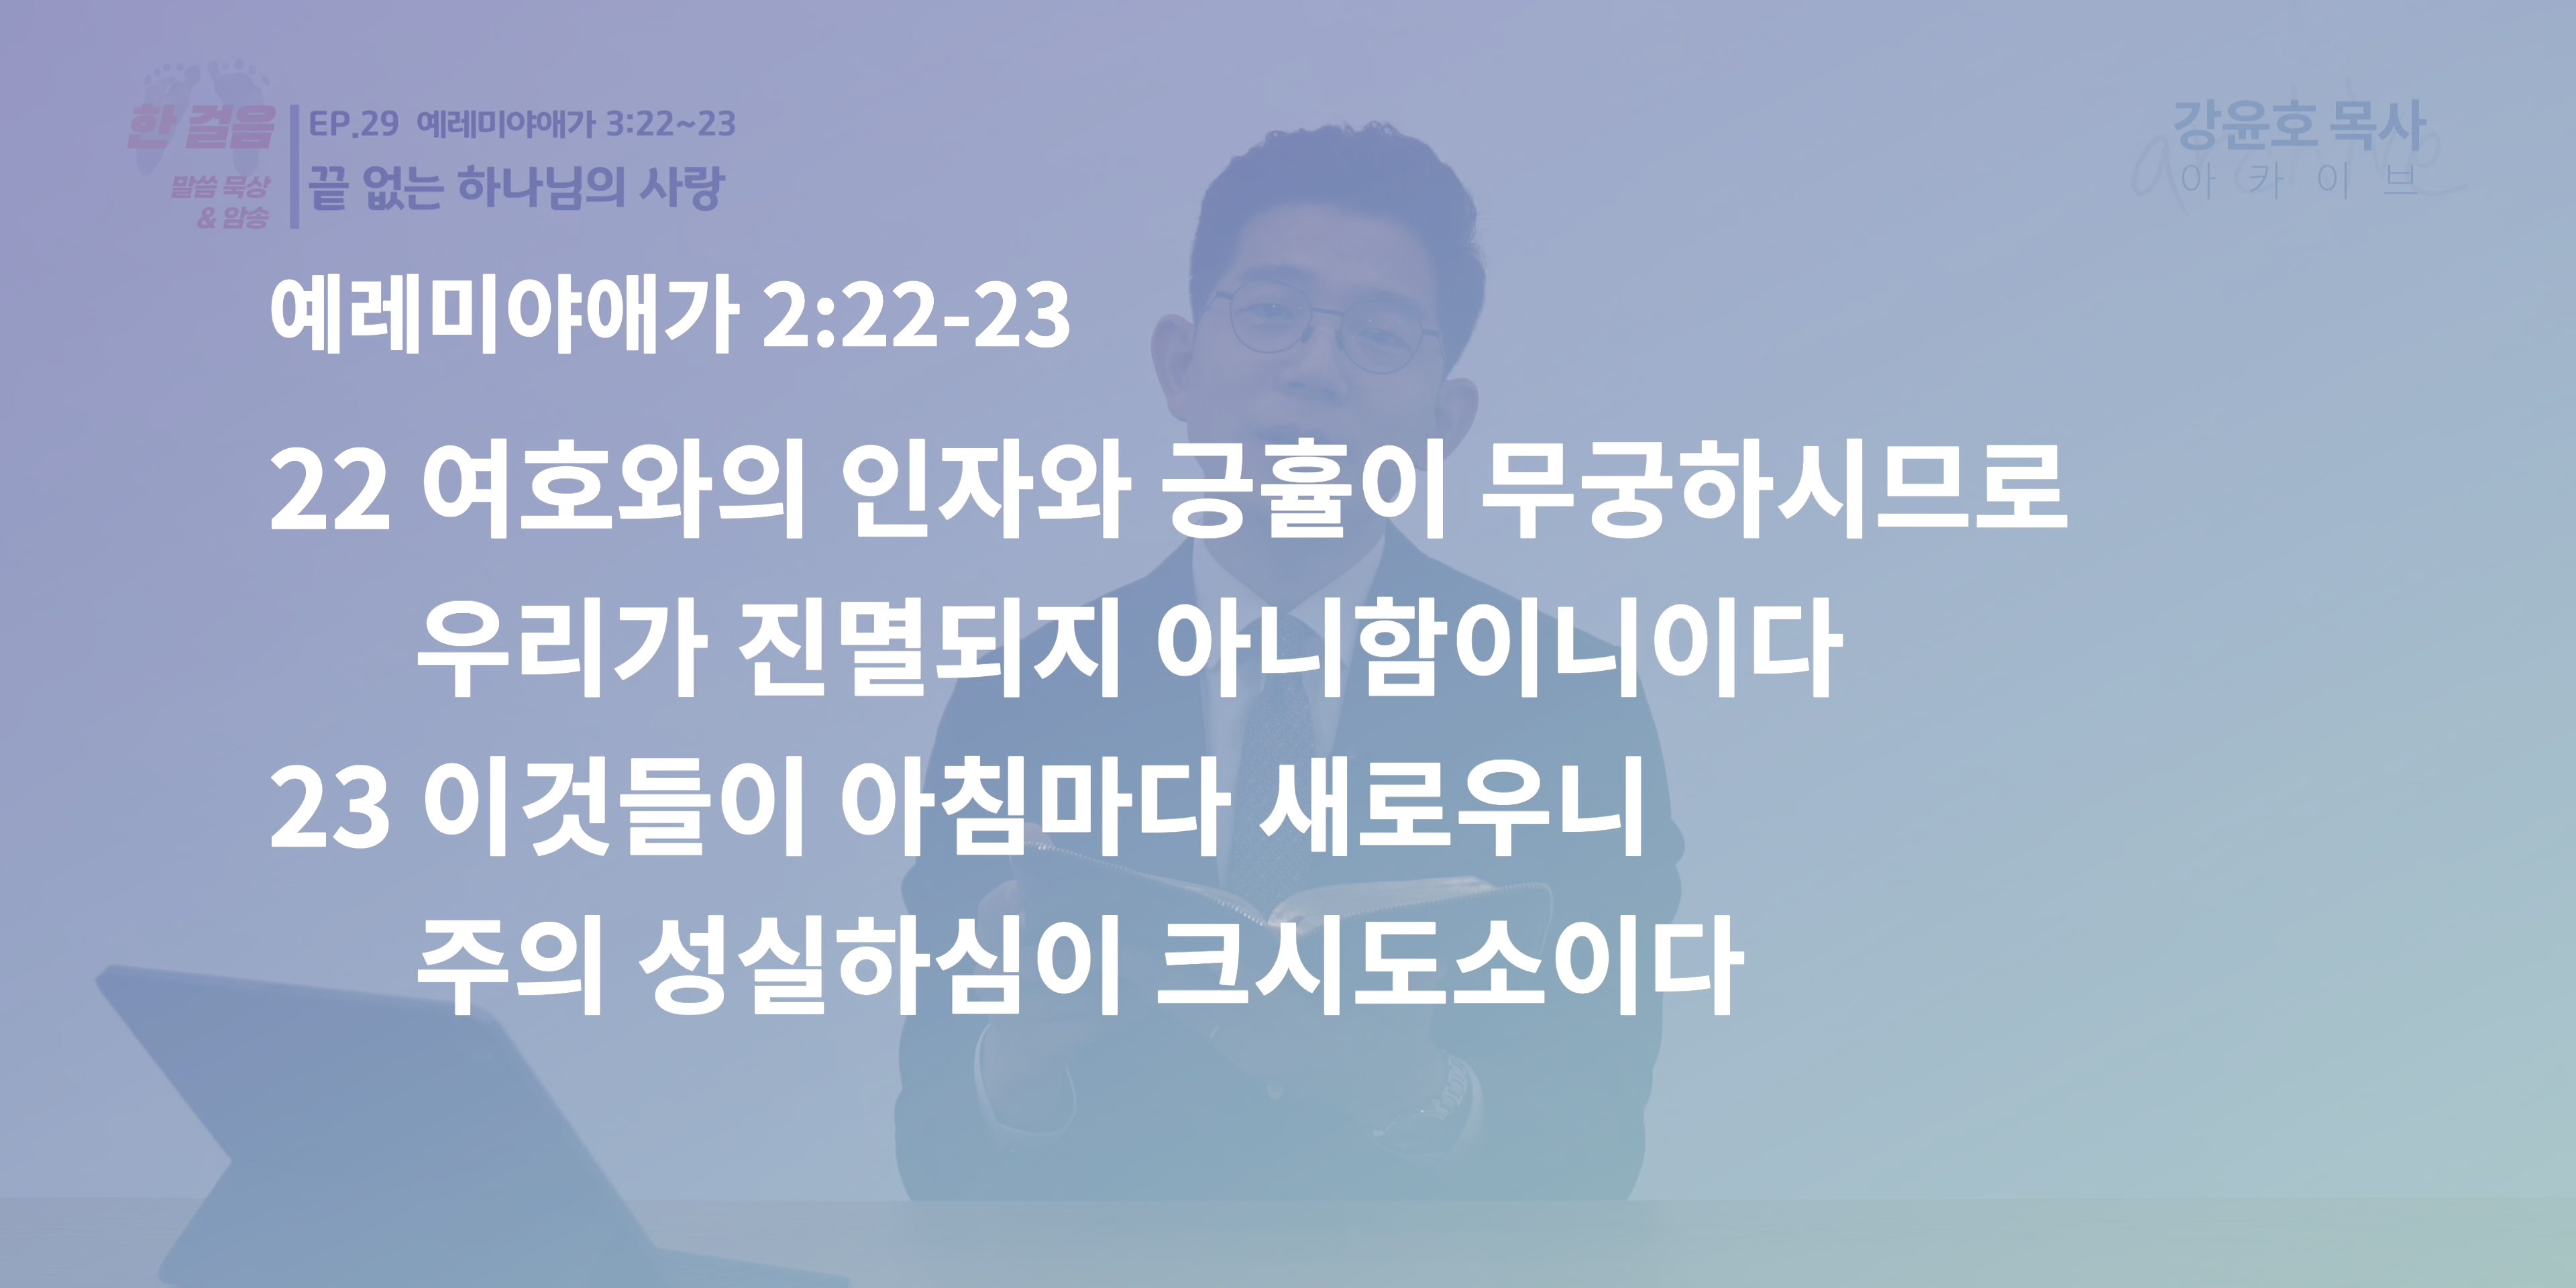 한 걸음
말씀 묵상
& 암송
EP.29 예레미야애가 3:22~23
끝 없는 하나님의 사랑
강윤호 목사
archive
아카이브
예레미야애가 2:22-23
22 여호와의 인자와 긍휼이 무궁하시므로
우리가 진멸되지 아니함이니이다
23 이것들이 아침마다 새로우니
주의 성실하심이 크시도소이다